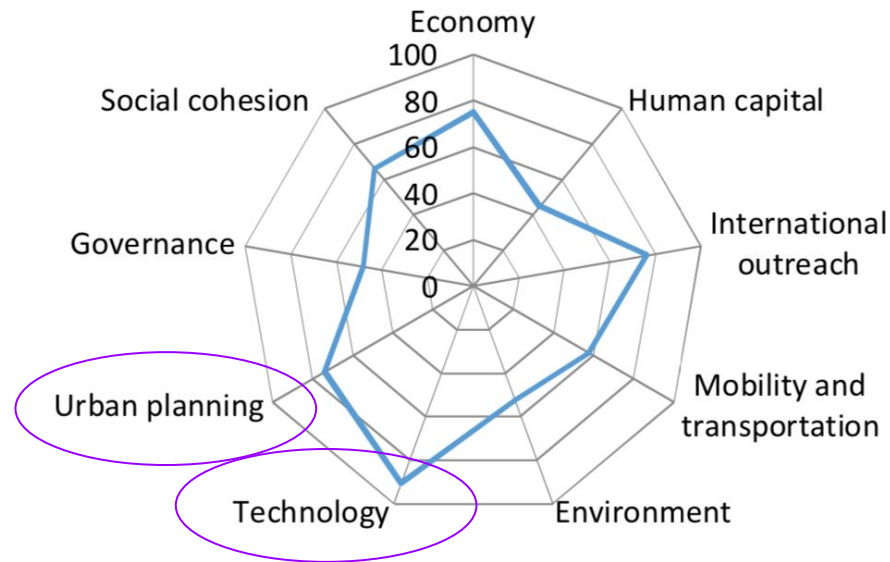 Economy
100
80
60
40
20
0
Human capital
International
outreach
Mobility and
transportation
Environment
Technology
Urban planning
Governance
Social cohesion